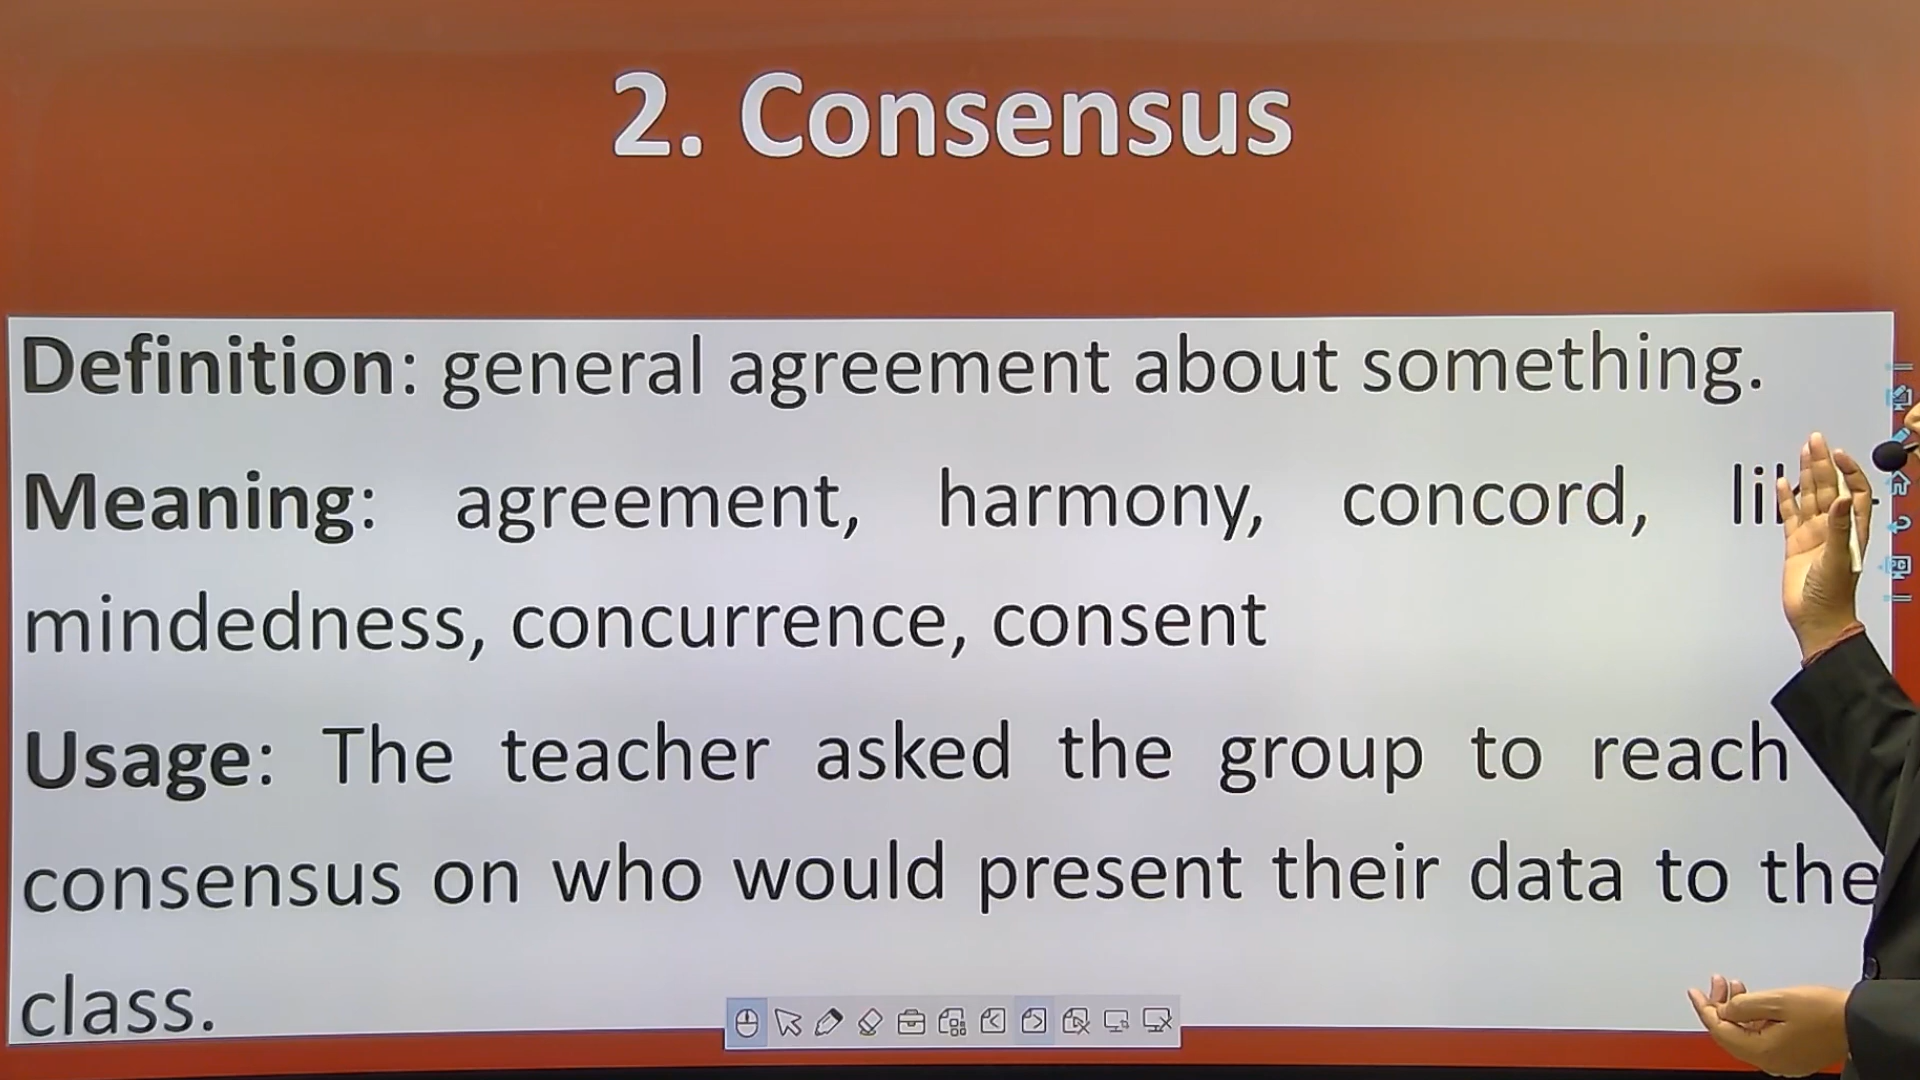 2. Consensus
Definition: general agreement about something.
Meaning: agreement, harmony, concord,
mindedness, concurrence, consent
Usage: The teacher asked the group to reach
consensus on who would present their data to the
class.